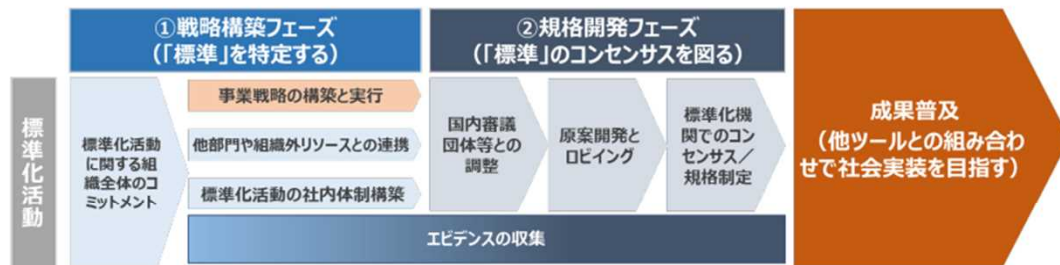 ①戦略構築フェーズ
(「標準」を特定する)
②規格開発フェーズ
(「標準」のコンセンサスを図る)
標準化活動
標準化活動
に関する組
織全体のコ
ミットメント
事業戦略の構築と実行
他部門や組織外リソースとの連携
標準化活動の社内体制構築
国内審議
団体等との
調整
原案開発と
ロビイング
標準化機
関でのコン
センサス/
規格制定
エビデンスの収集
成果普及
(他ツールとの組み合わ
せで社会実装を目指す)